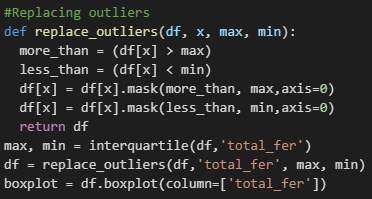 #Replacing outliers
def replace_outliers(df, x, max, min):
  more_than = (df[x] > max)
  less_than = (df[x] < min)
  df[x] = df[x].mask(more_than, max,axis=0)
  df[x] = df[x].mask(less_than, min,axis=0)
  return df
max, min = interquartile(df,'total_fer')
df = replace_outliers(df,'total_fer', max, min)
boxplot = df.boxplot(column=['total_fer'])